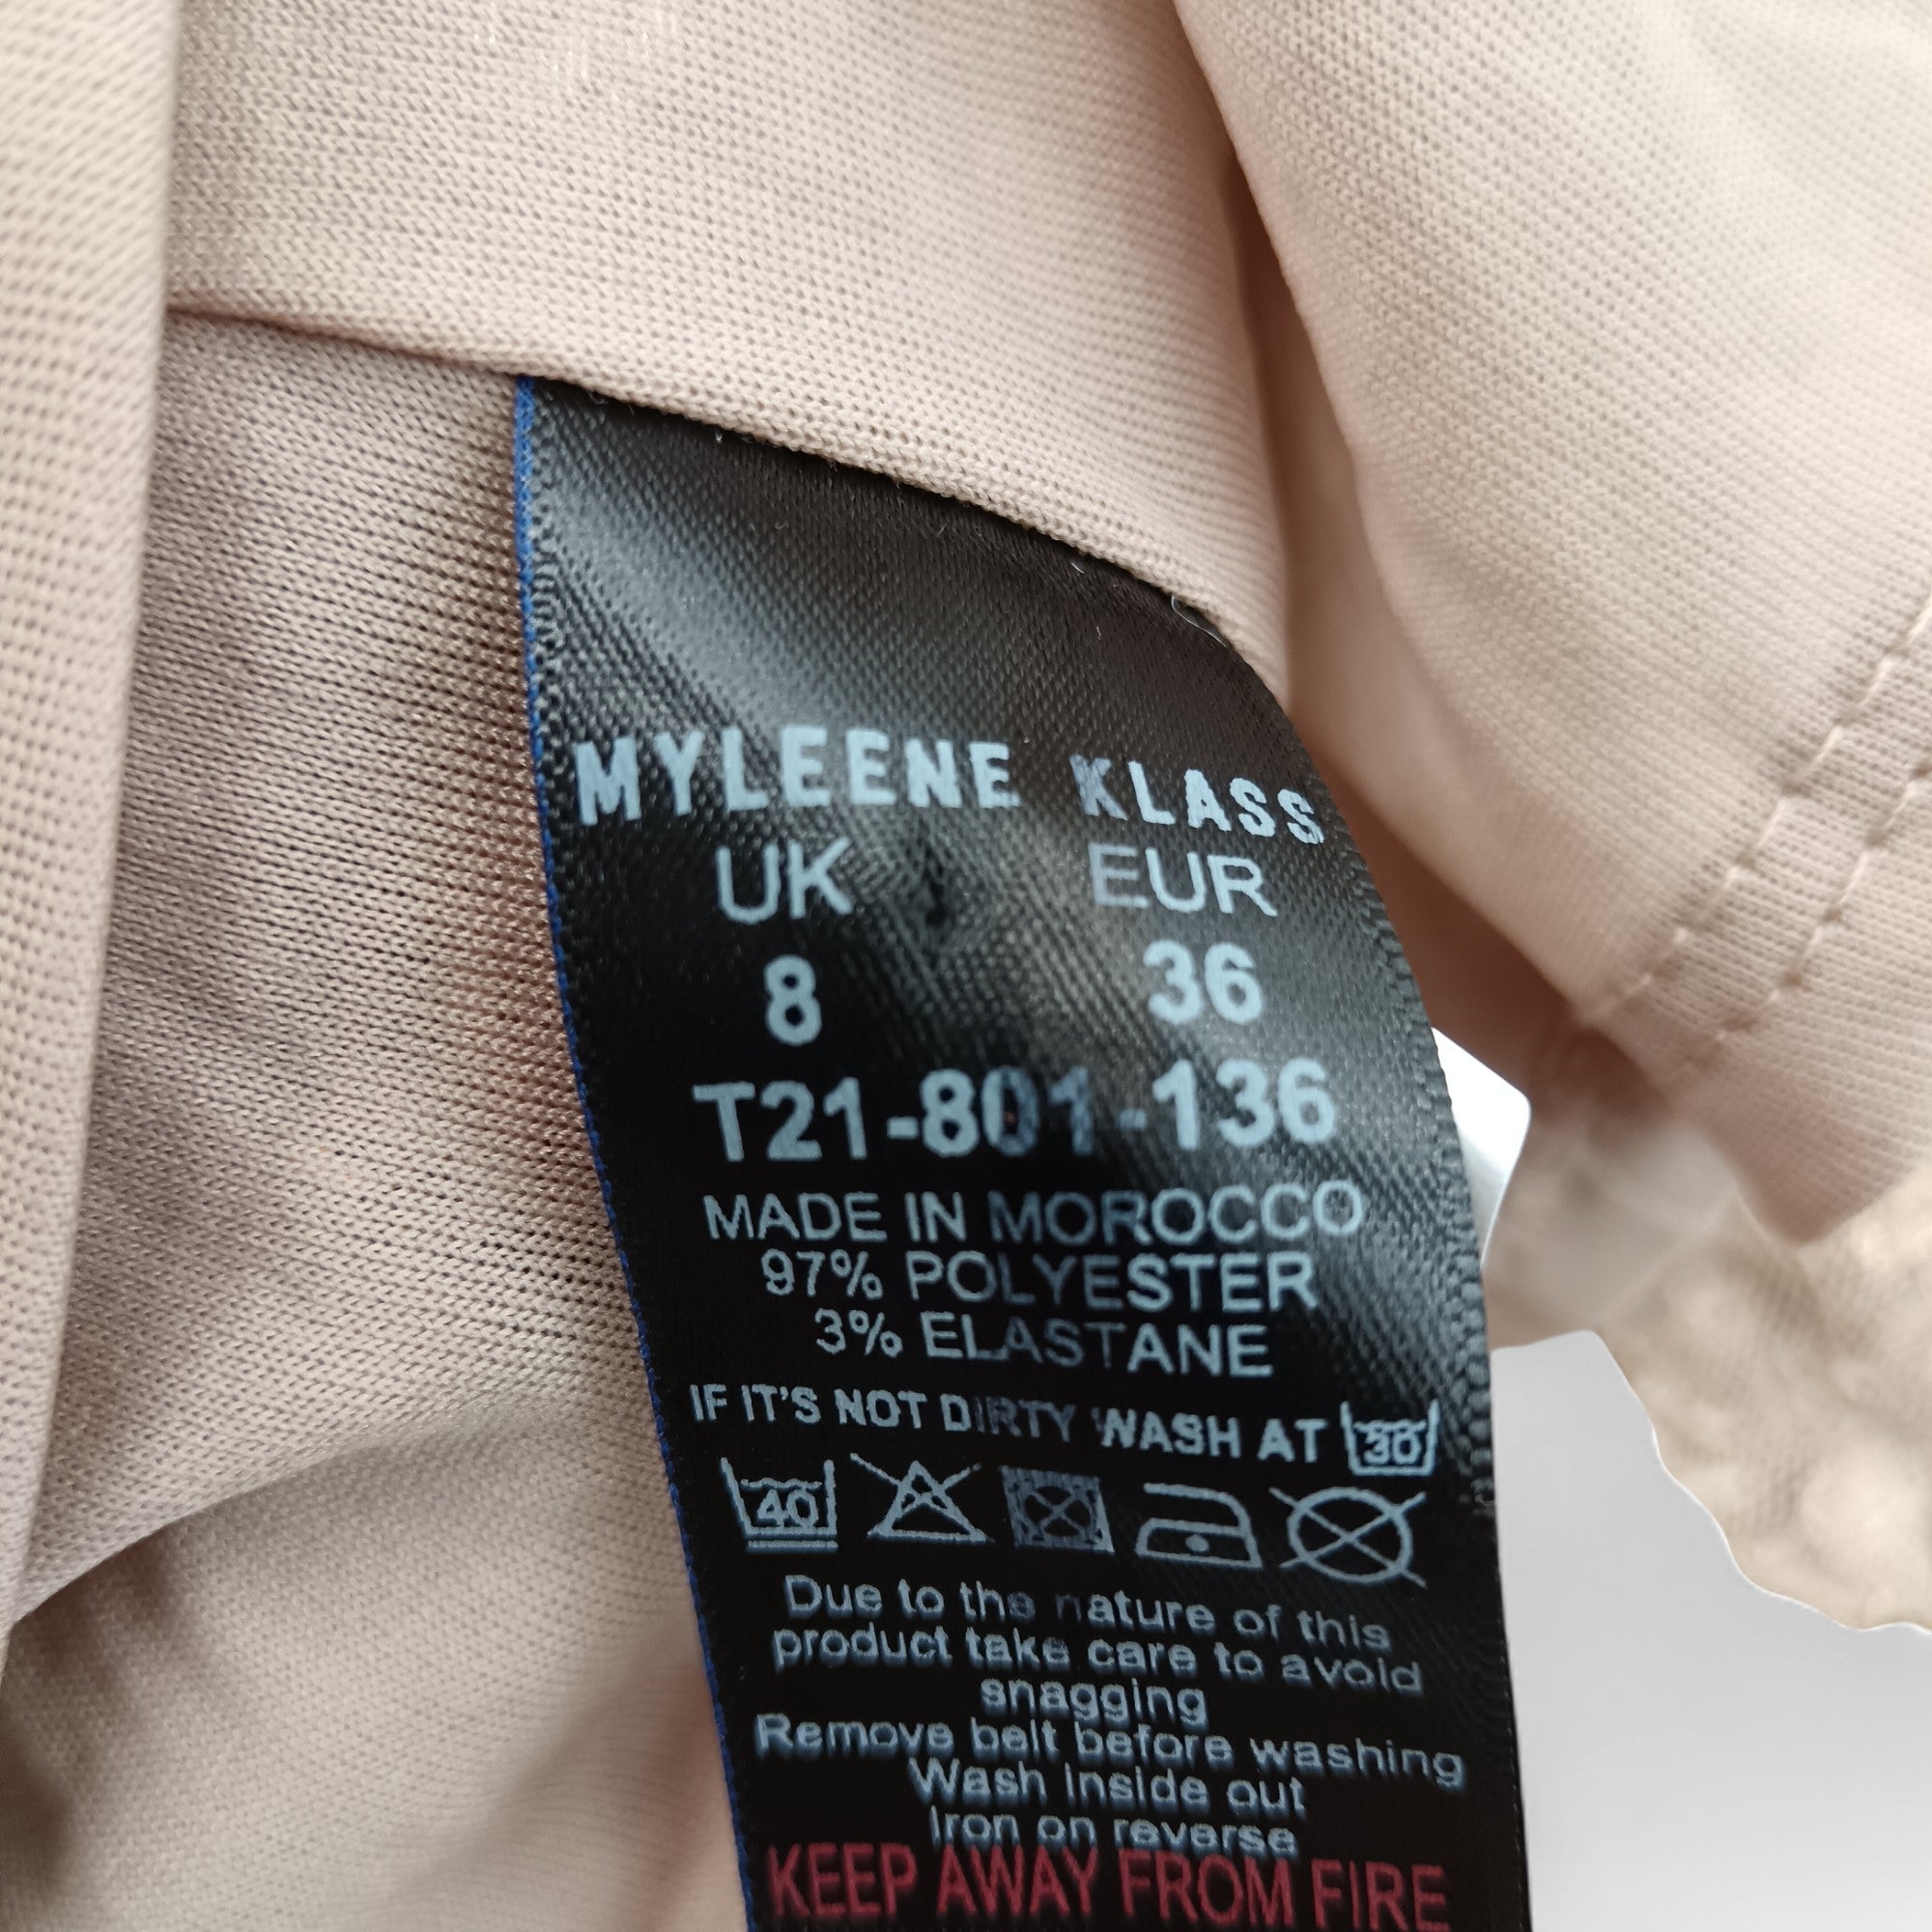 MYLEENE KLASS
UK EUR
8 36
T21-801-136
MADE IN MOROCCO
97% POLYESTER
3% ELASTANE
IF IT'S NOT DIRTY WASH AT 30
40
Due to the nature of this
product take care to avoid
snagging
Remove belt before washing
Wash inside out
Iron on reverse
KEEP AWAY FROM FIRE